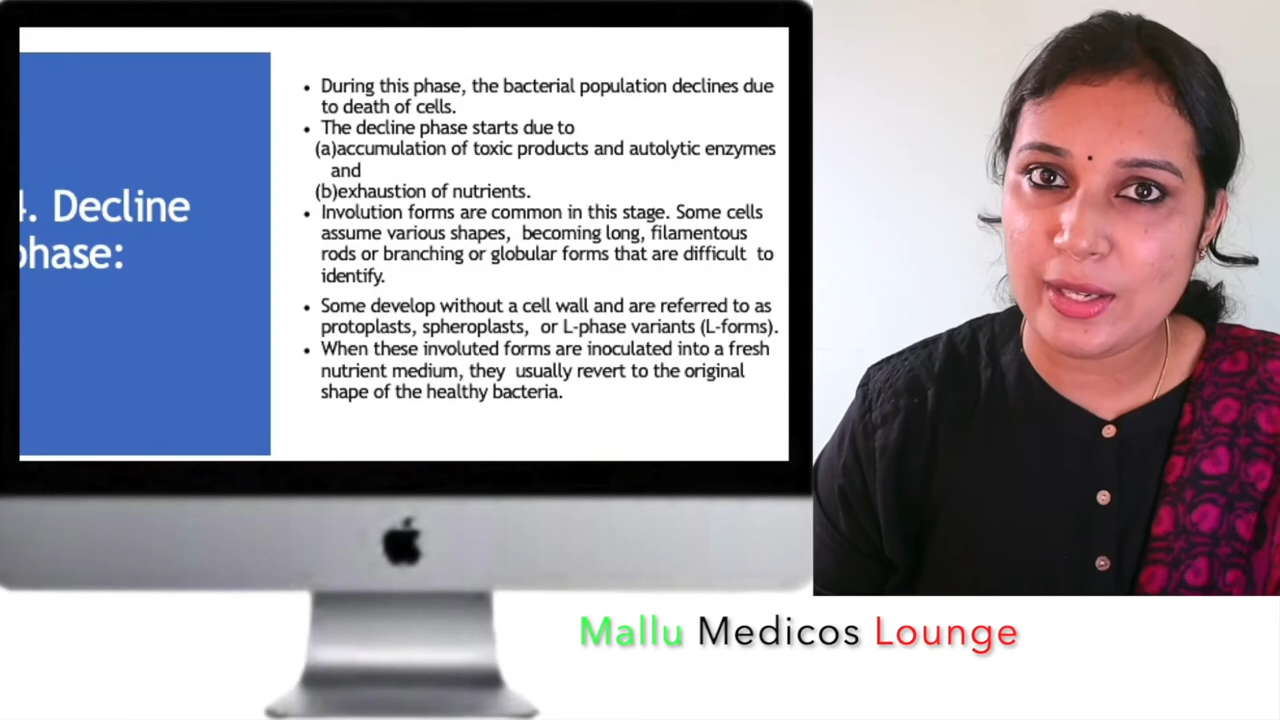 4. Decline
phase:
• During this phase, the bacterial population declines due
to death of cells.
• The decline phase starts due to
(a)accumulation of toxic products and autolytic enzymes
and
(b)exhaustion of nutrients.
• Involution forms are common in this stage. Some cells
assume various shapes, becoming long, filamentous
rods or branching or globular forms that are difficult to
identify.
• Some develop without a cell wall and are referred to as
protoplasts, spheroplasts, or L-phase variants (L-forms).
• When these involuted forms are inoculated into a fresh
nutrient medium, they usually revert to the original
shape of the healthy bacteria.
Mallu Medicos Lounge